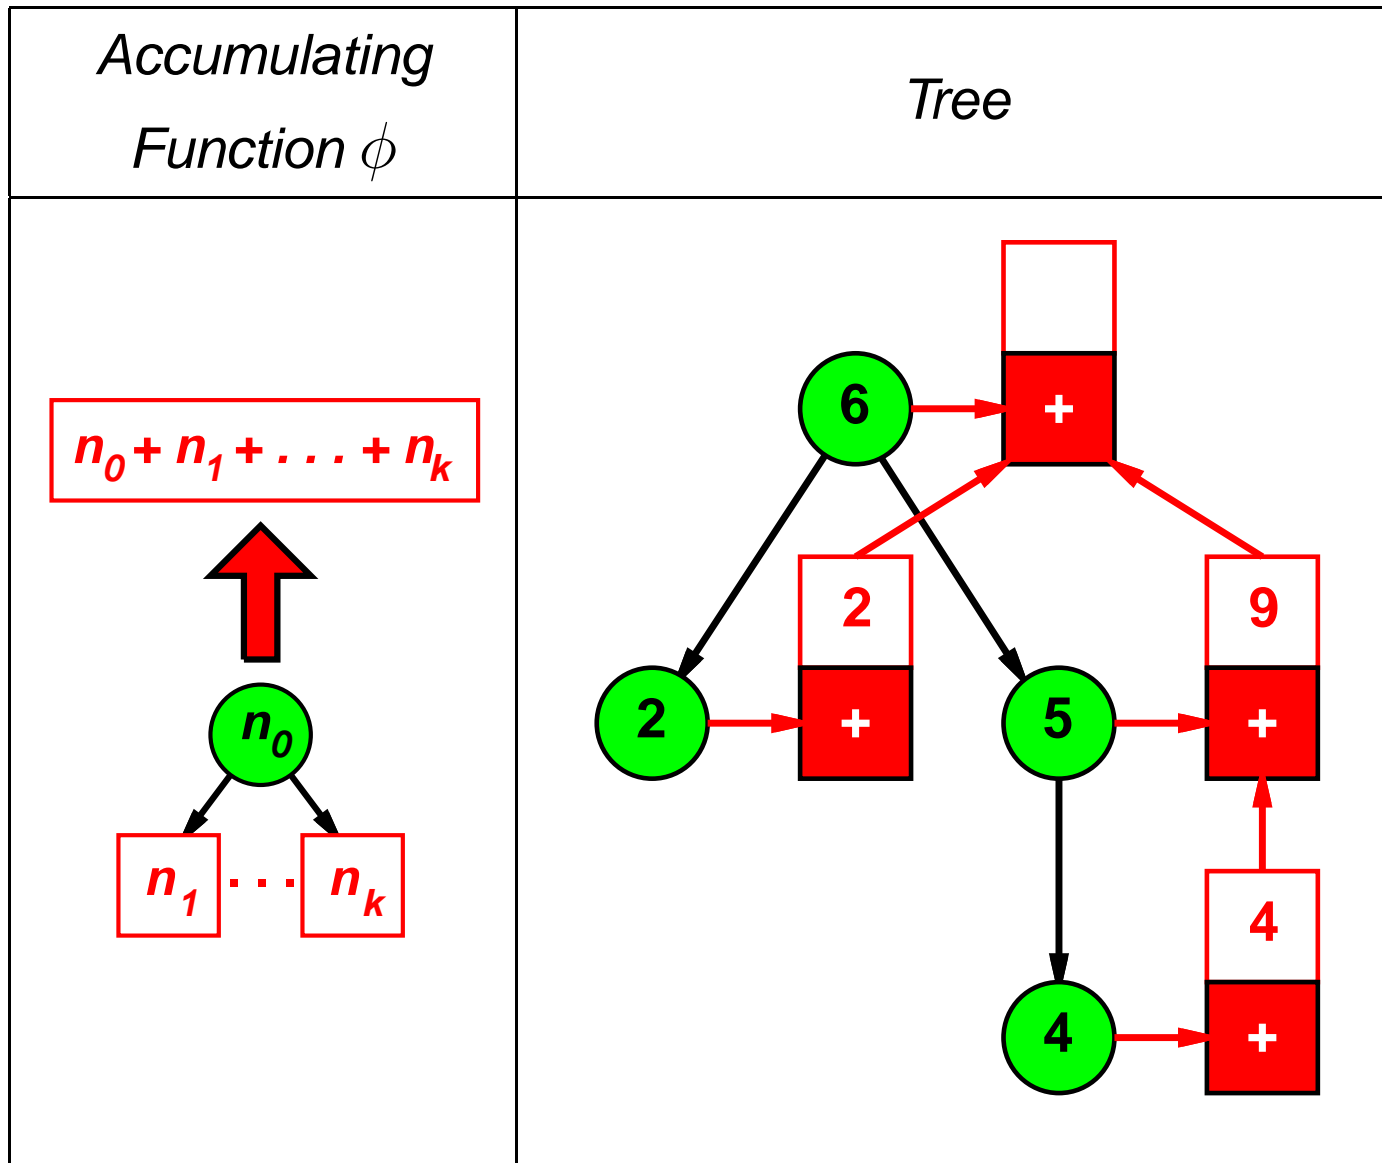 Accumulating
Function ϕ
Tree
n0 + n1 + . . . + nk
n0
n1 . . . nk
6 +
2
9
2 +
5 +
4
4 +